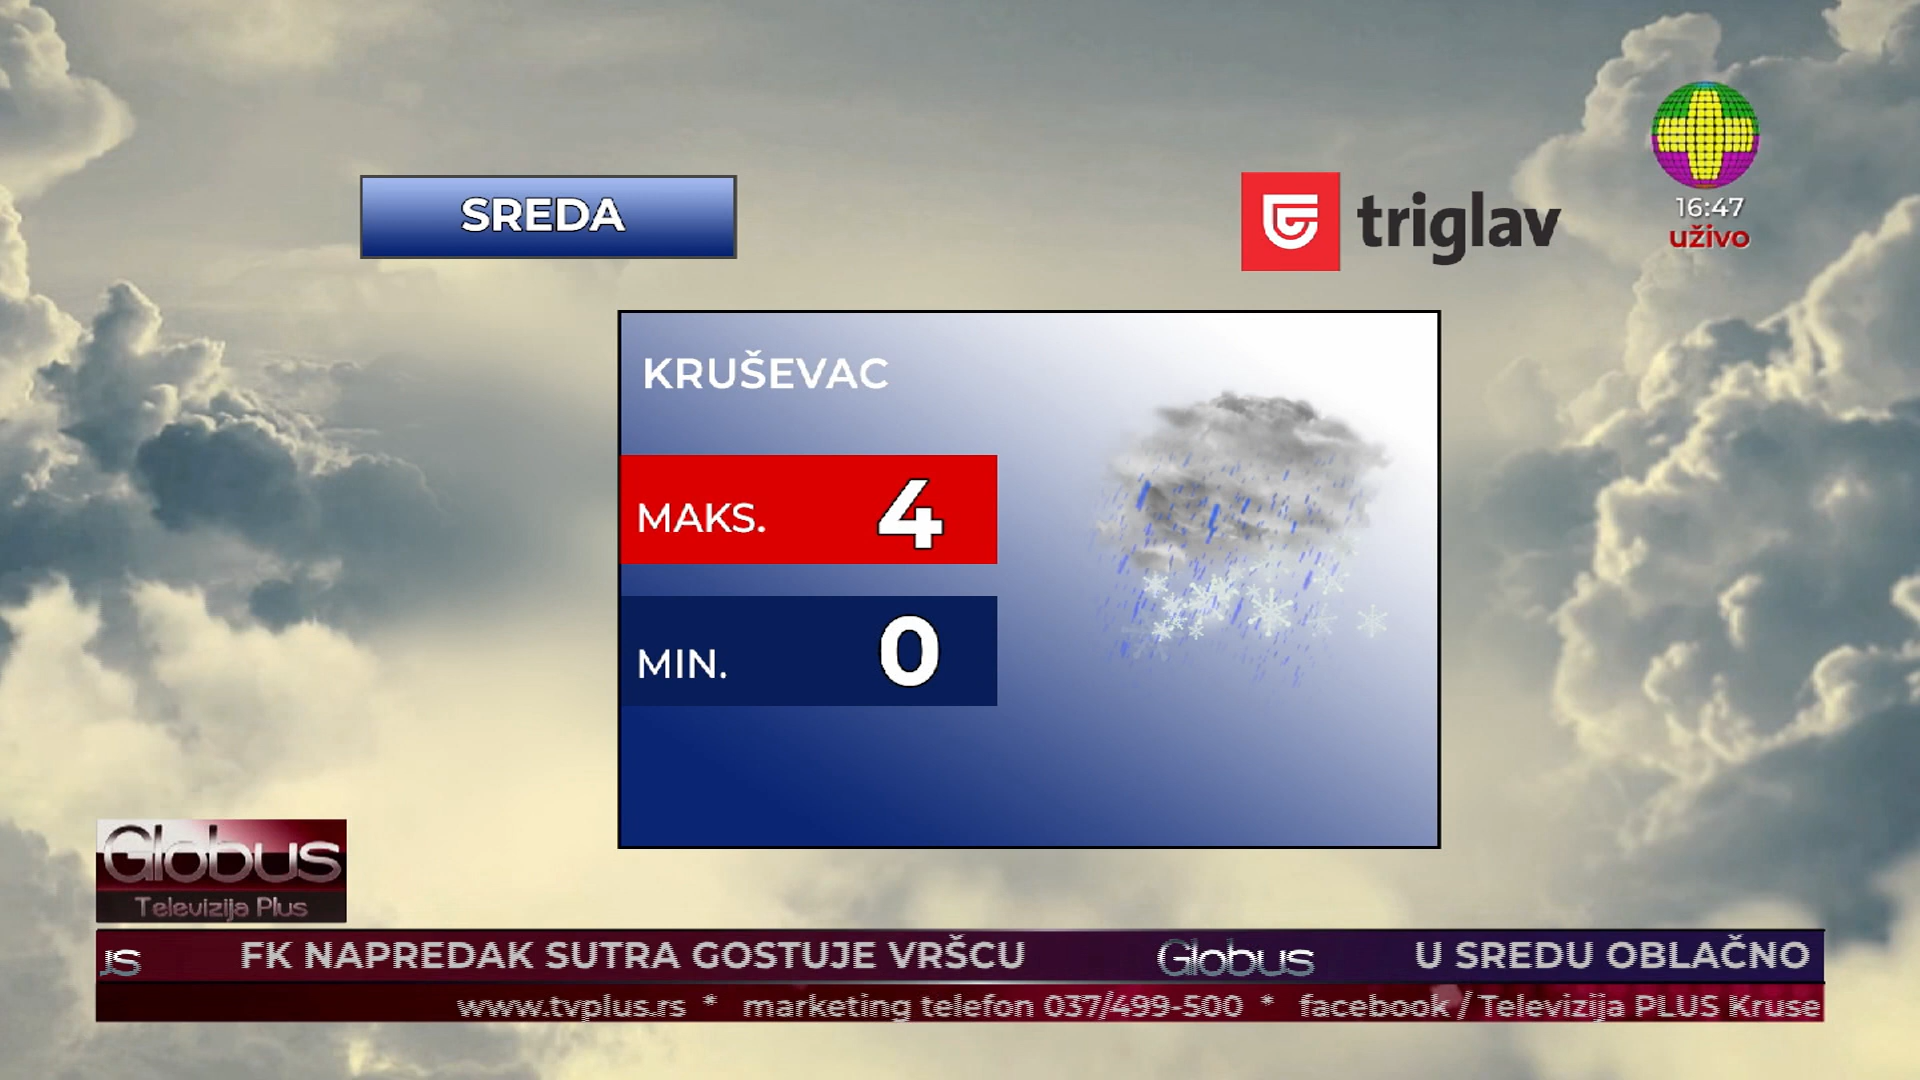 SREDA
triglav
16:47
uživo
KRUŠEVAC
MAKS. 4
MIN. 0
Globus
Televizija Plus
US FK NAPREDAK SUTRA GOSTUJE VRŠCU Globus U SREDU OBLAČNO
www.tvplus.rs * marketing telefon 037/499-500 * facebook / Televizija PLUS Kruse